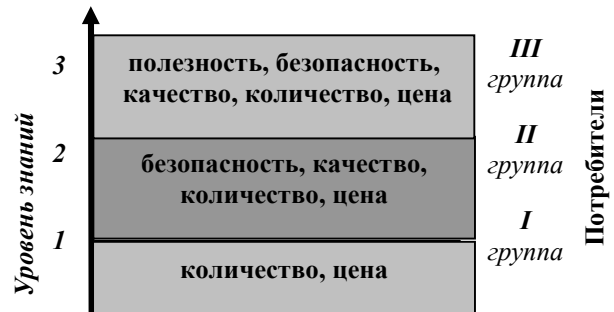 3
полезность, безопасность,
качество, количество, цена
III
группа
2
безопасность, качество,
количество, цена
II
группа
1
количество, цена
I
группа
Уровень знаний
Потребители